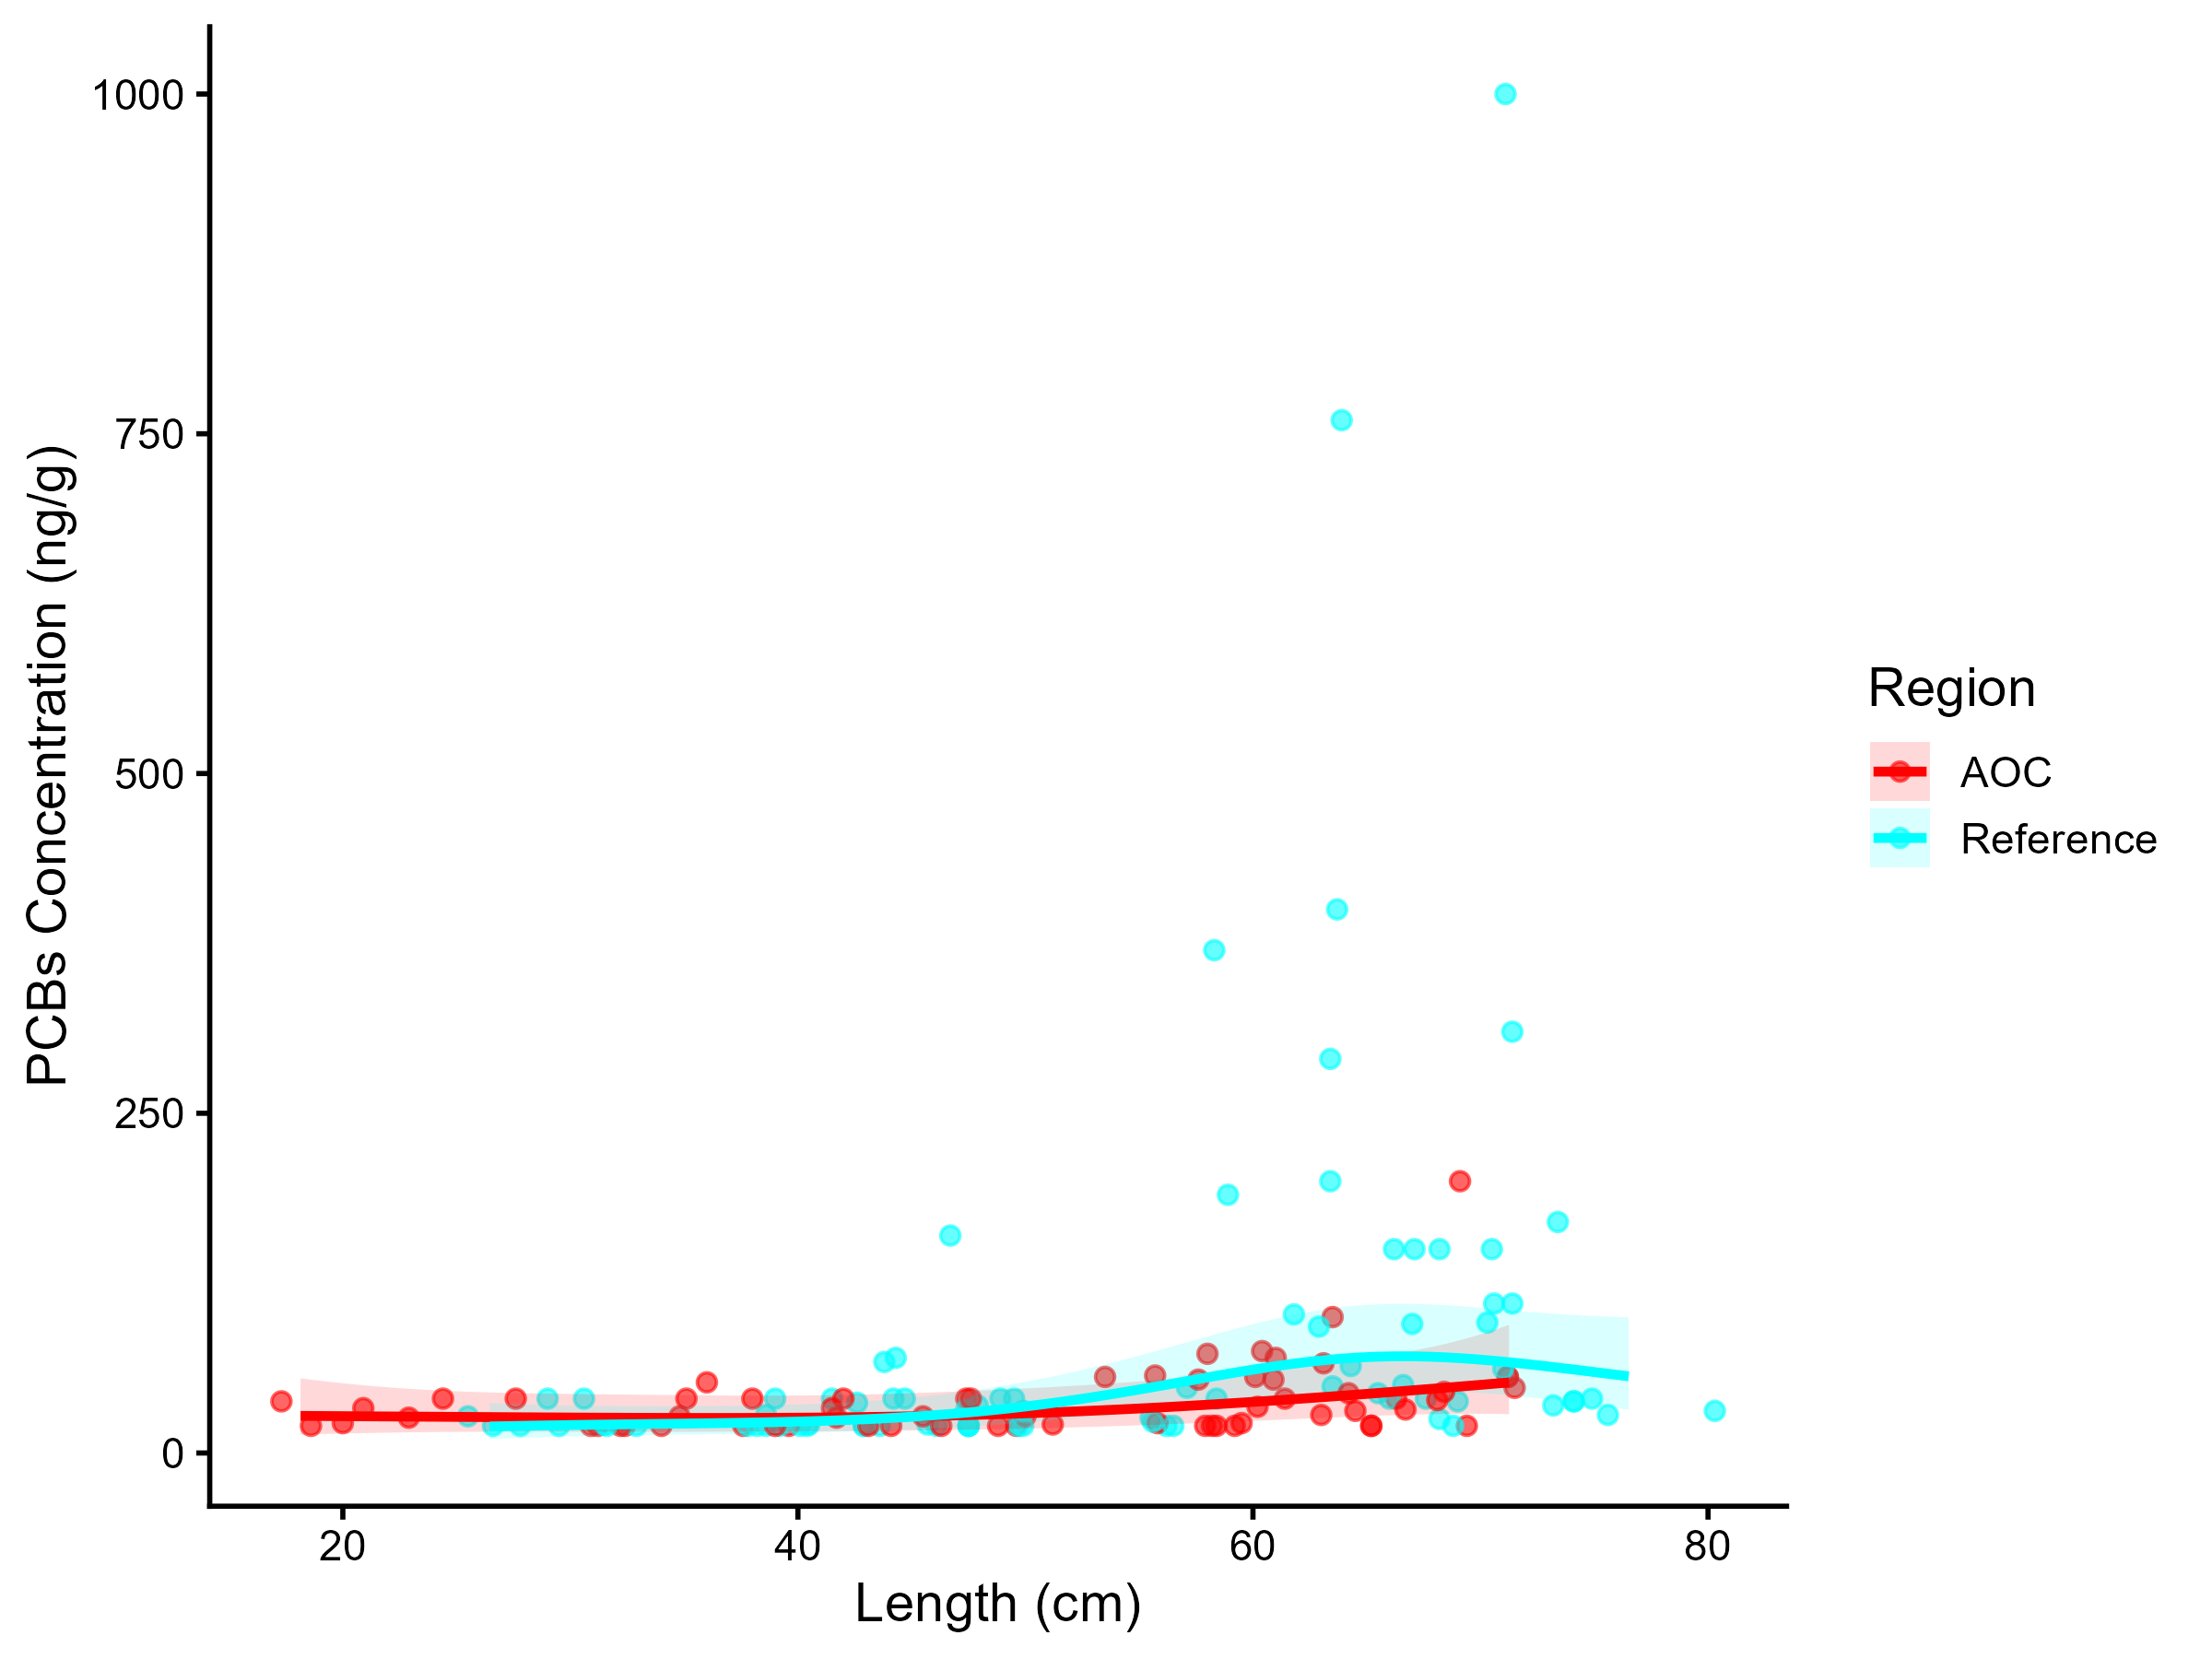 1000
750
500
250
0
PCBs Concentration (ng/g)
20
40
60
80
Length (cm)
Region
AOC
Reference